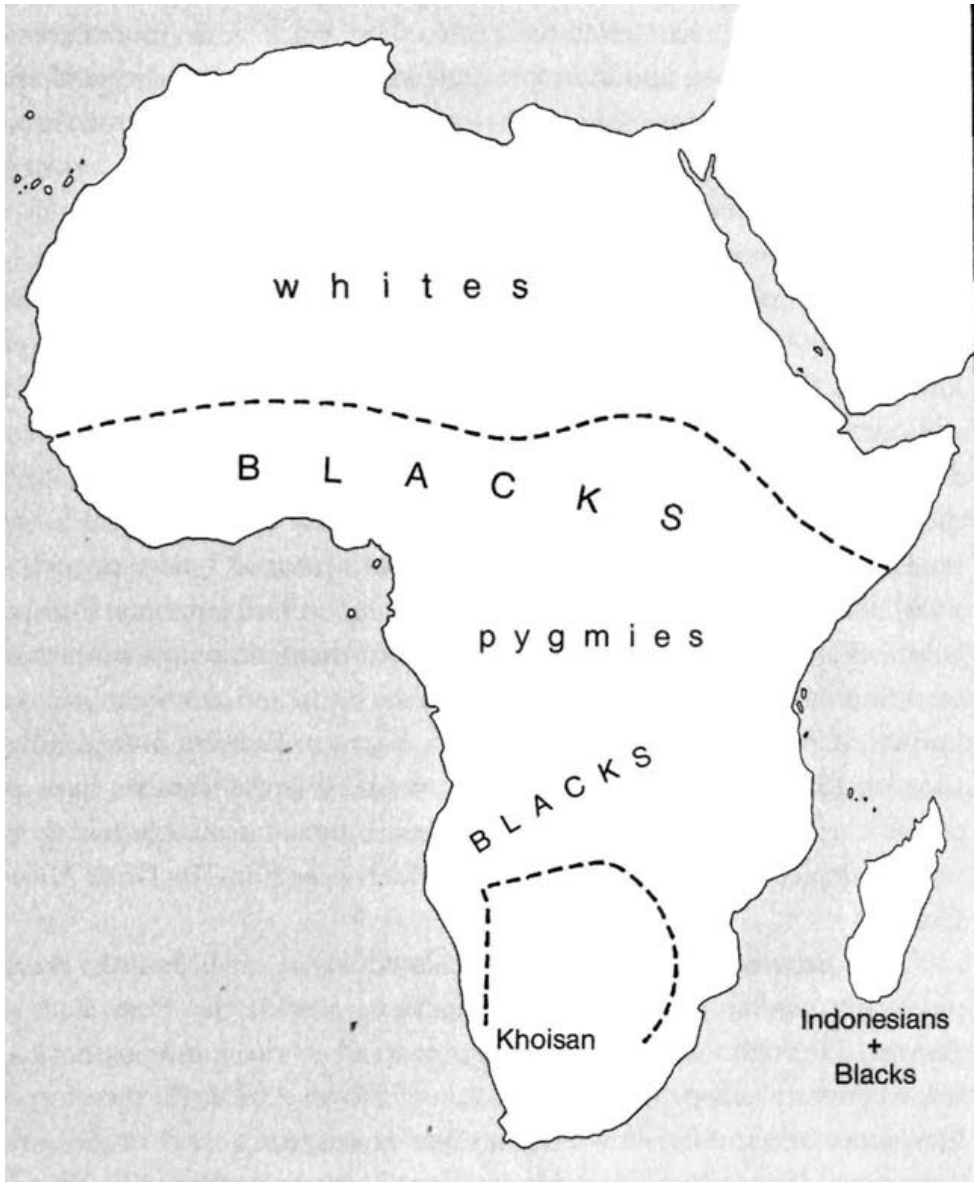 whites
BLACKS
pygmies
BLACKS
Khoisan
Indonesians
+
Blacks